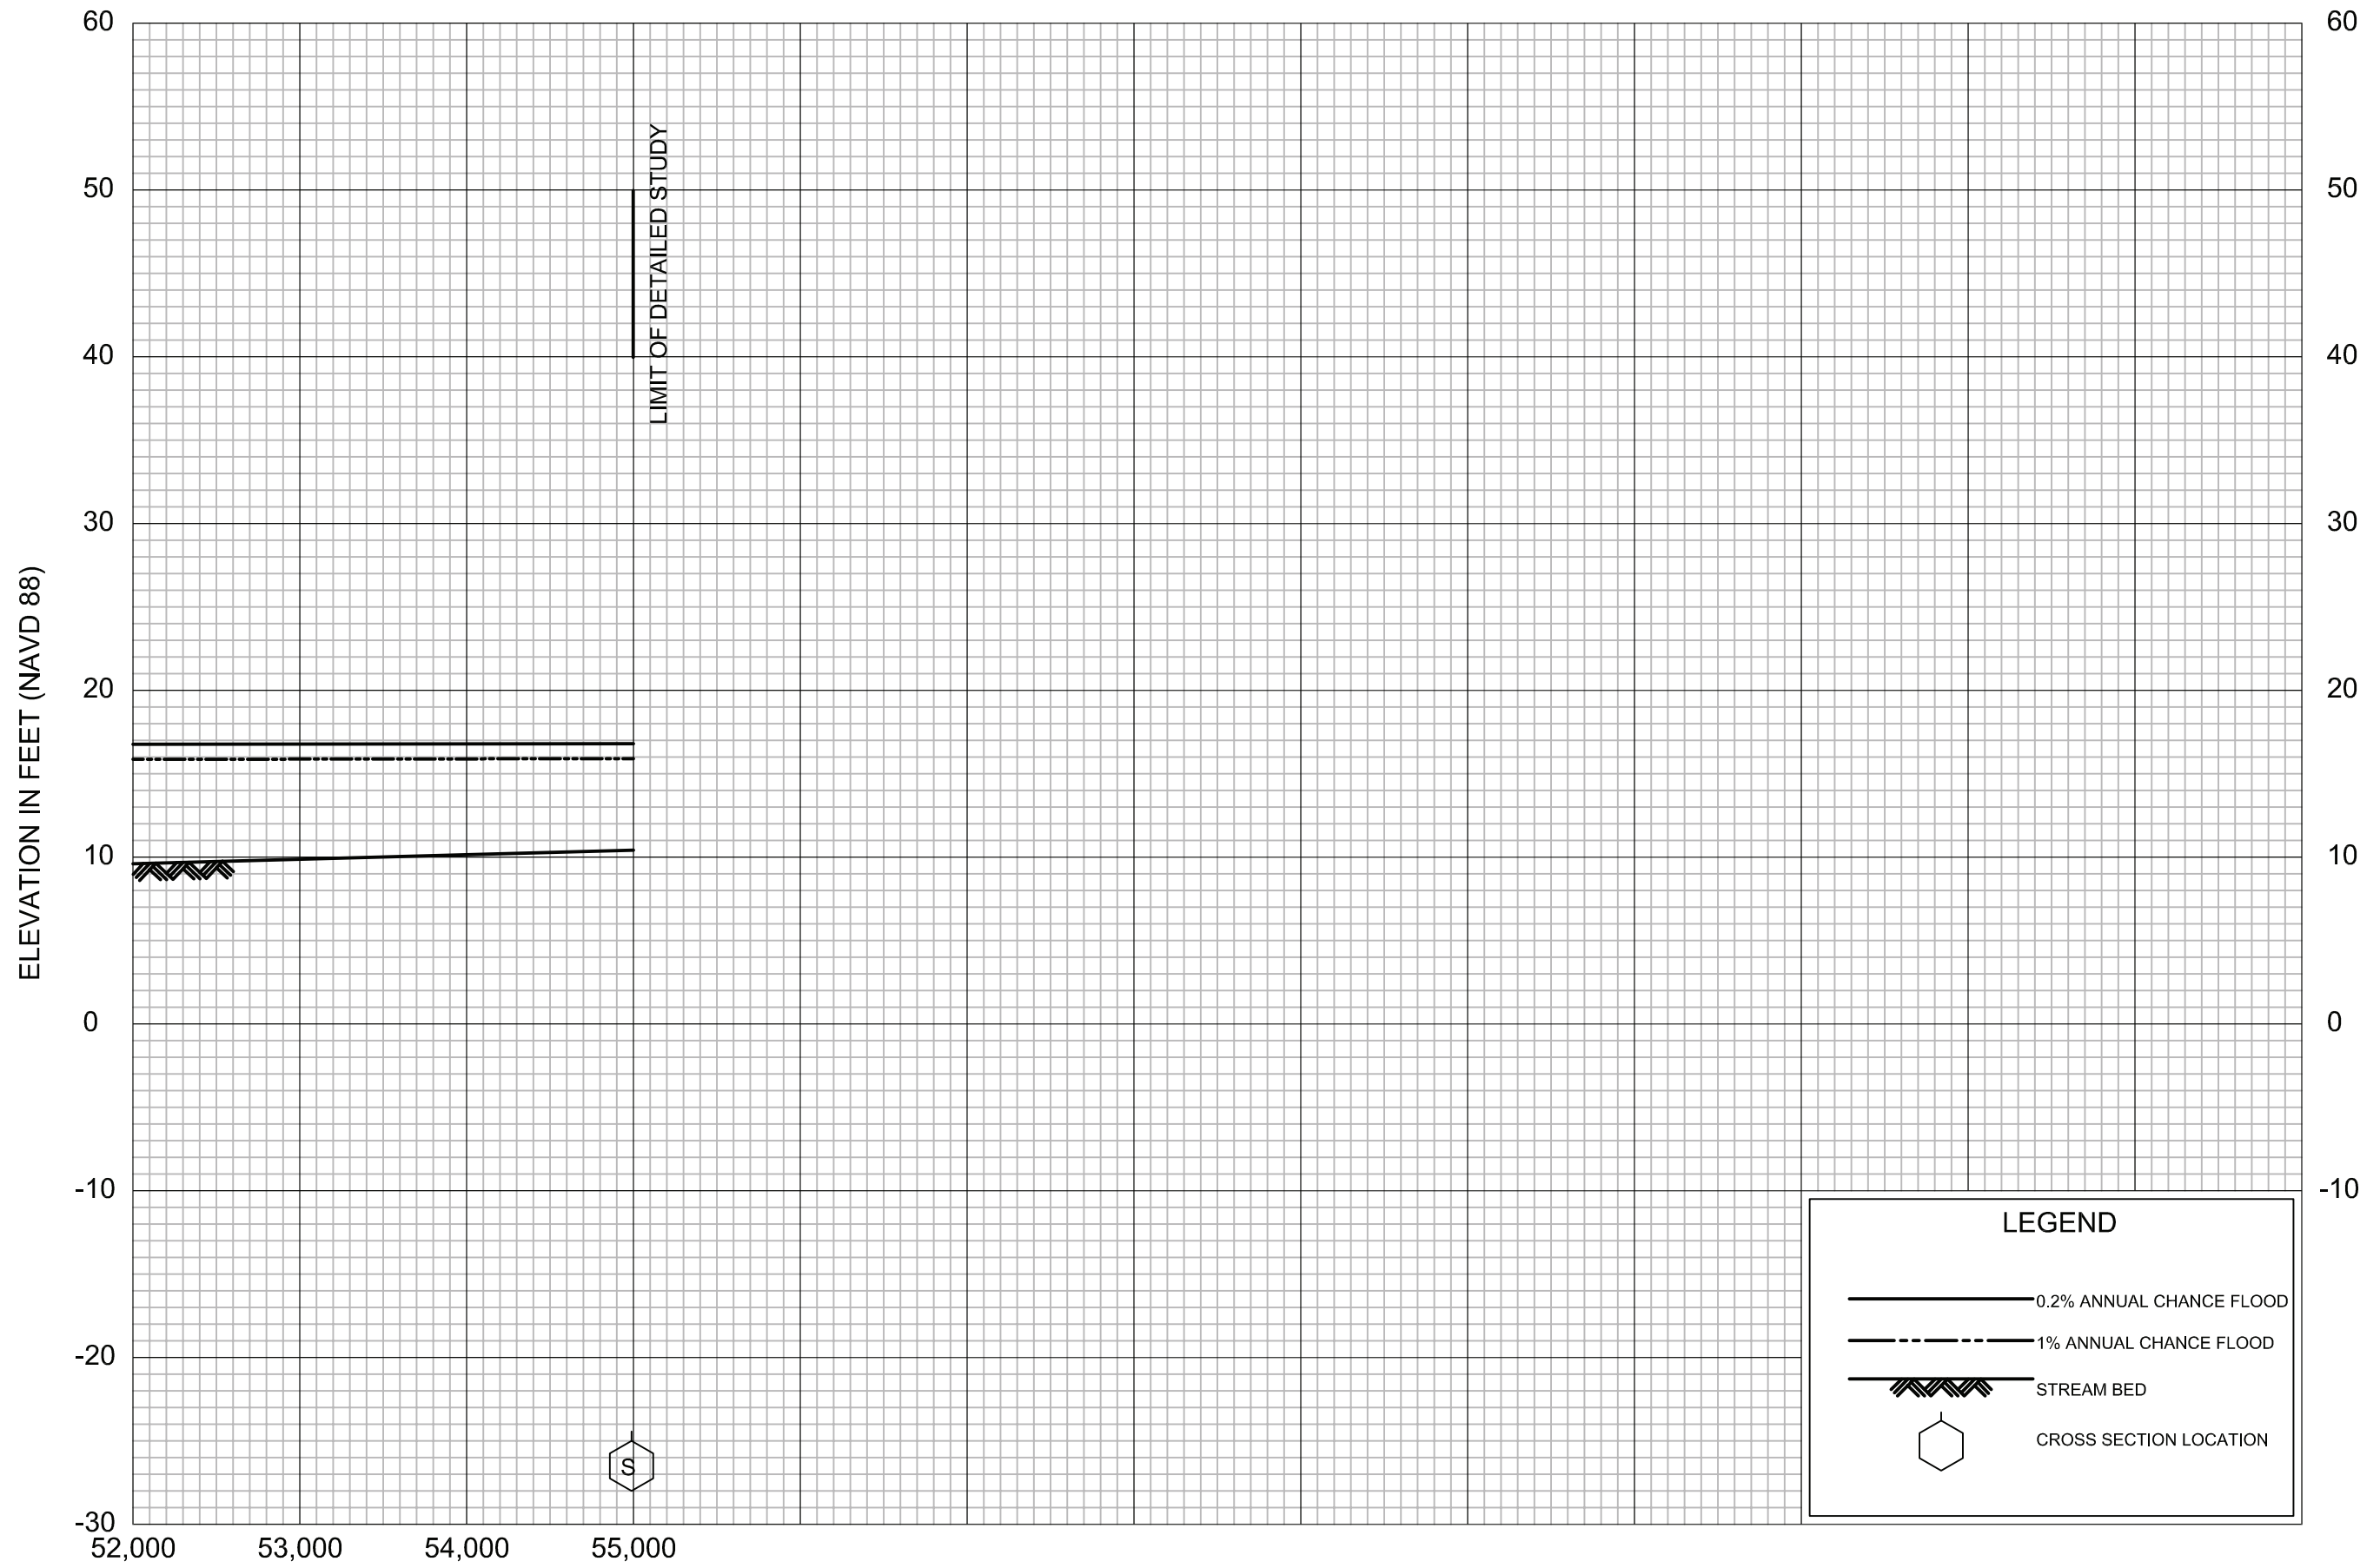 60
60
50
50
40
40
30
30
20
20
10
10
0
0
-10
-10
-20
-30
ELEVATION IN FEET (NAVD 88)
LIMIT OF DETAILED STUDY
S
52,000
53,000
54,000
55,000
LEGEND
0.2% ANNUAL CHANCE FLOOD
1% ANNUAL CHANCE FLOOD
STREAM BED
CROSS SECTION LOCATION